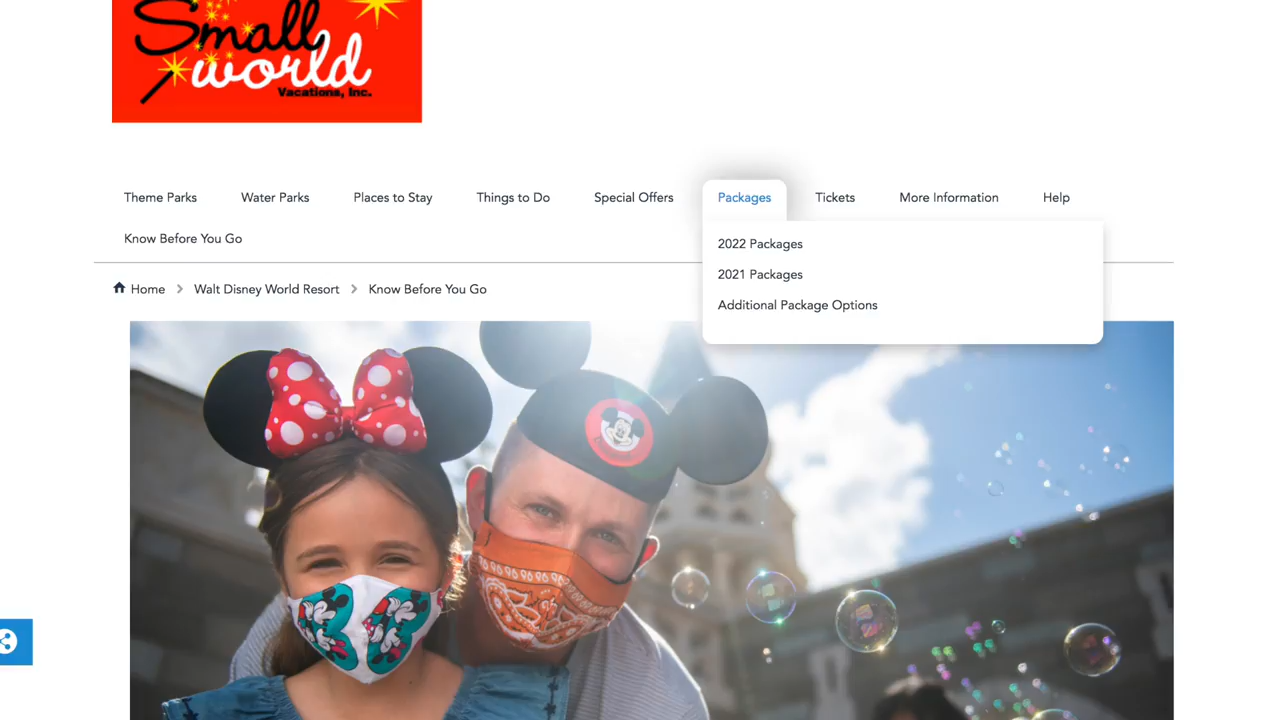 Small
world
Vacations, Inc.
Theme Parks Water Parks Places to Stay Things to Do Special Offers Packages Tickets More Information Help
Know Before You Go
2022 Packages
2021 Packages
Additional Package Options
Home > Walt Disney World Resort > Know Before You Go